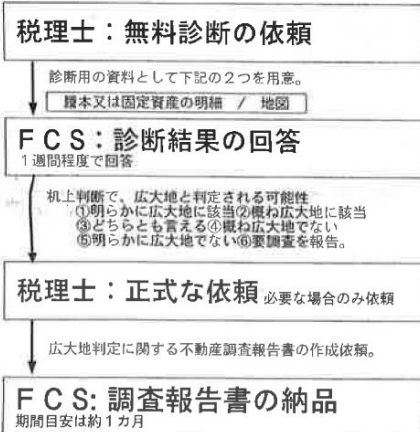 税理士：無料診断の依頼
診断用の資料として下記の２つを用意。
謄本又は固定資産の明細 / 地図
ＦＣＳ：診断結果の回答
１週間程度で回答
机上判断で、広大地と判定される可能性
①明らかに広大地に該当②概ね広大地に該当
③どちらとも言える④概ね広大地でない
⑤明らかに広大地でない⑥要調査を報告。
税理士：正式な依頼 必要な場合のみ依頼
広大地判定に関する不動産調査報告書の作成依頼。
ＦＣＳ:調査報告書の納品
期間目安は約１カ月